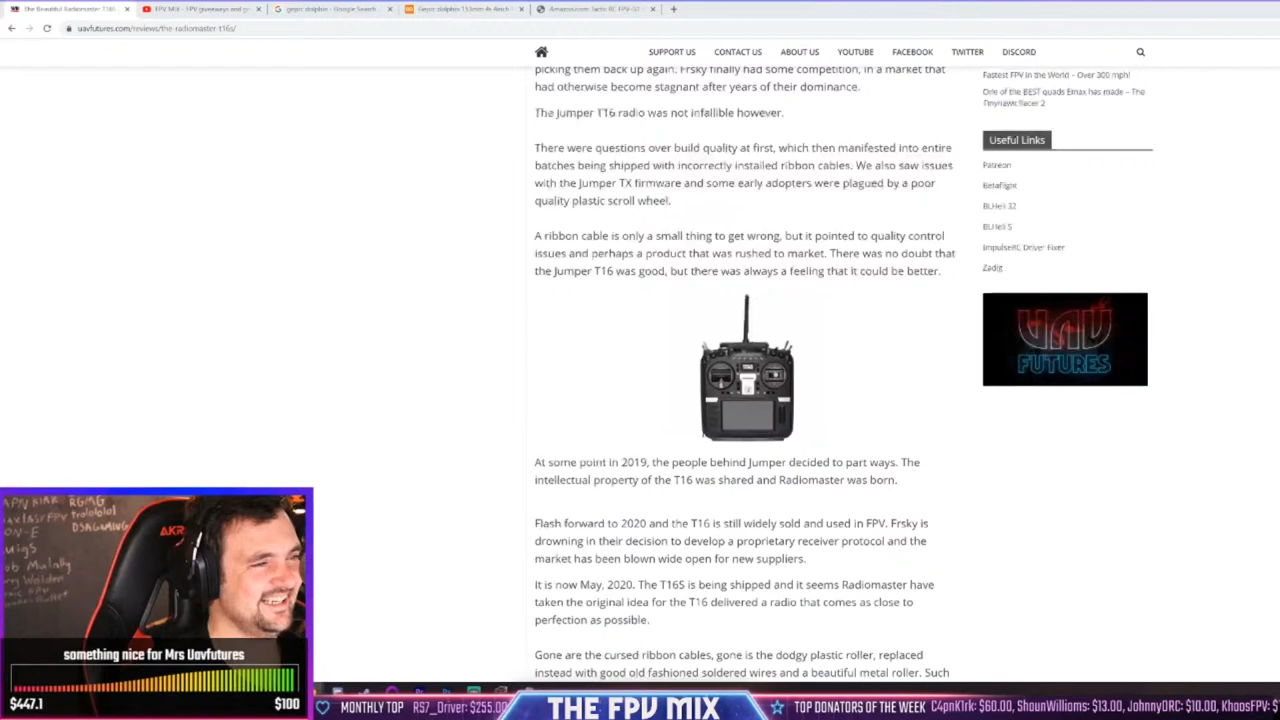 The Beautiful Radiomaster T16S
FPV MIX - FPV giveaways and g
geprc dolphin - Google Search
Geprc dolphin 153mm 4s 4inch
Amazon.com: Tactic RC FPV-
uavfutures.com/reviews/the-radiomaster-t16s/
SUPPORT US CONTACT US ABOUT US YOUTUBE FACEBOOK TWITTER DISCORD
picking them back up again. Frsky finally had some competition, in a market that
had otherwise become stagnant after years of their dominance.
The Jumper T16 radio was not infallible however.
There were questions over build quality at first, which then manifested into entire
batches being shipped with incorrectly installed ribbon cables. We also saw issues
with the Jumper TX firmware and some early adopters were plagued by a poor
quality plastic scroll wheel.
A ribbon cable is only a small thing to get wrong, but it pointed to quality control
issues and perhaps a product that was rushed to market. There was no doubt that
the Jumper T16 was good, but there was always a feeling that it could be better.
At some point in 2019, the people behind Jumper decided to part ways. The
intellectual property of the T16 was shared and Radiomaster was born.
Flash forward to 2020 and the T16 is still widely sold and used in FPV. Frsky is
drowning in their decision to develop a proprietary receiver protocol and the
market has been blown wide open for new suppliers.
It is now May, 2020. The T16S is being shipped and it seems Radiomaster have
taken the original idea for the T16 delivered a radio that comes as close to
perfection as possible.
Gone are the cursed ribbon cables, gone is the dodgy plastic roller, replaced
instead with good old fashioned soldered wires and a beautiful metal roller. Such
Fastest FPV in the World – Over 300 mph!
One of the BEST quads Emax has made – The
Tinyhawk Racer 2
Useful Links
Patreon
Betaflight
BLHeli 32
BLHeli S
ImpulseRC Driver Fixer
Zadig
UAV
FUTURES
RGMG
DSAGAMING
ON-E
uigs
ob Mulally
AKR
something nice for Mrs Uavfutures
$447.1 $100
MONTHLY TOP RS7_Driver: $255.00
THE FPV MIX
TOP DONATORS OF THE WEEK C4pnK1rk: $60.00, ShaunWilliams: $13.00, JohnnyDRC: $10.00, KhaosFPV: $